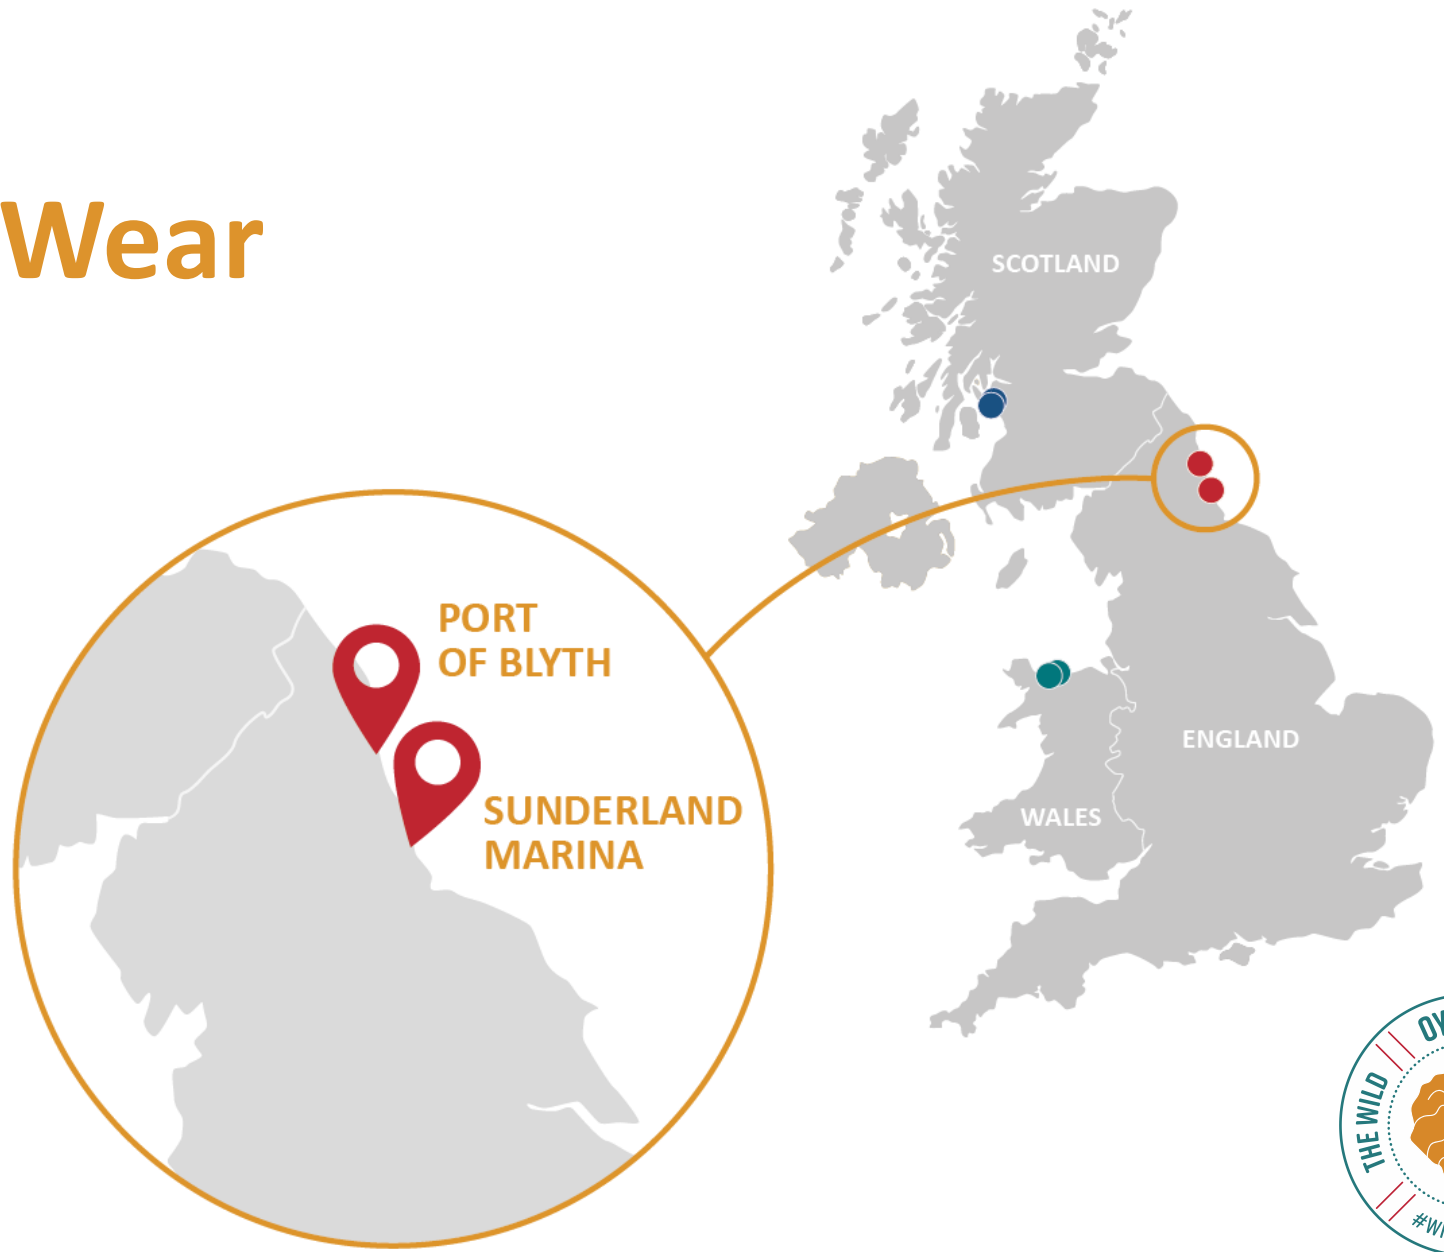 Wear
SCOTLAND
PORT
OF BLYTH
SUNDERLAND
MARINA
ENGLAND
WALES
THE WILD